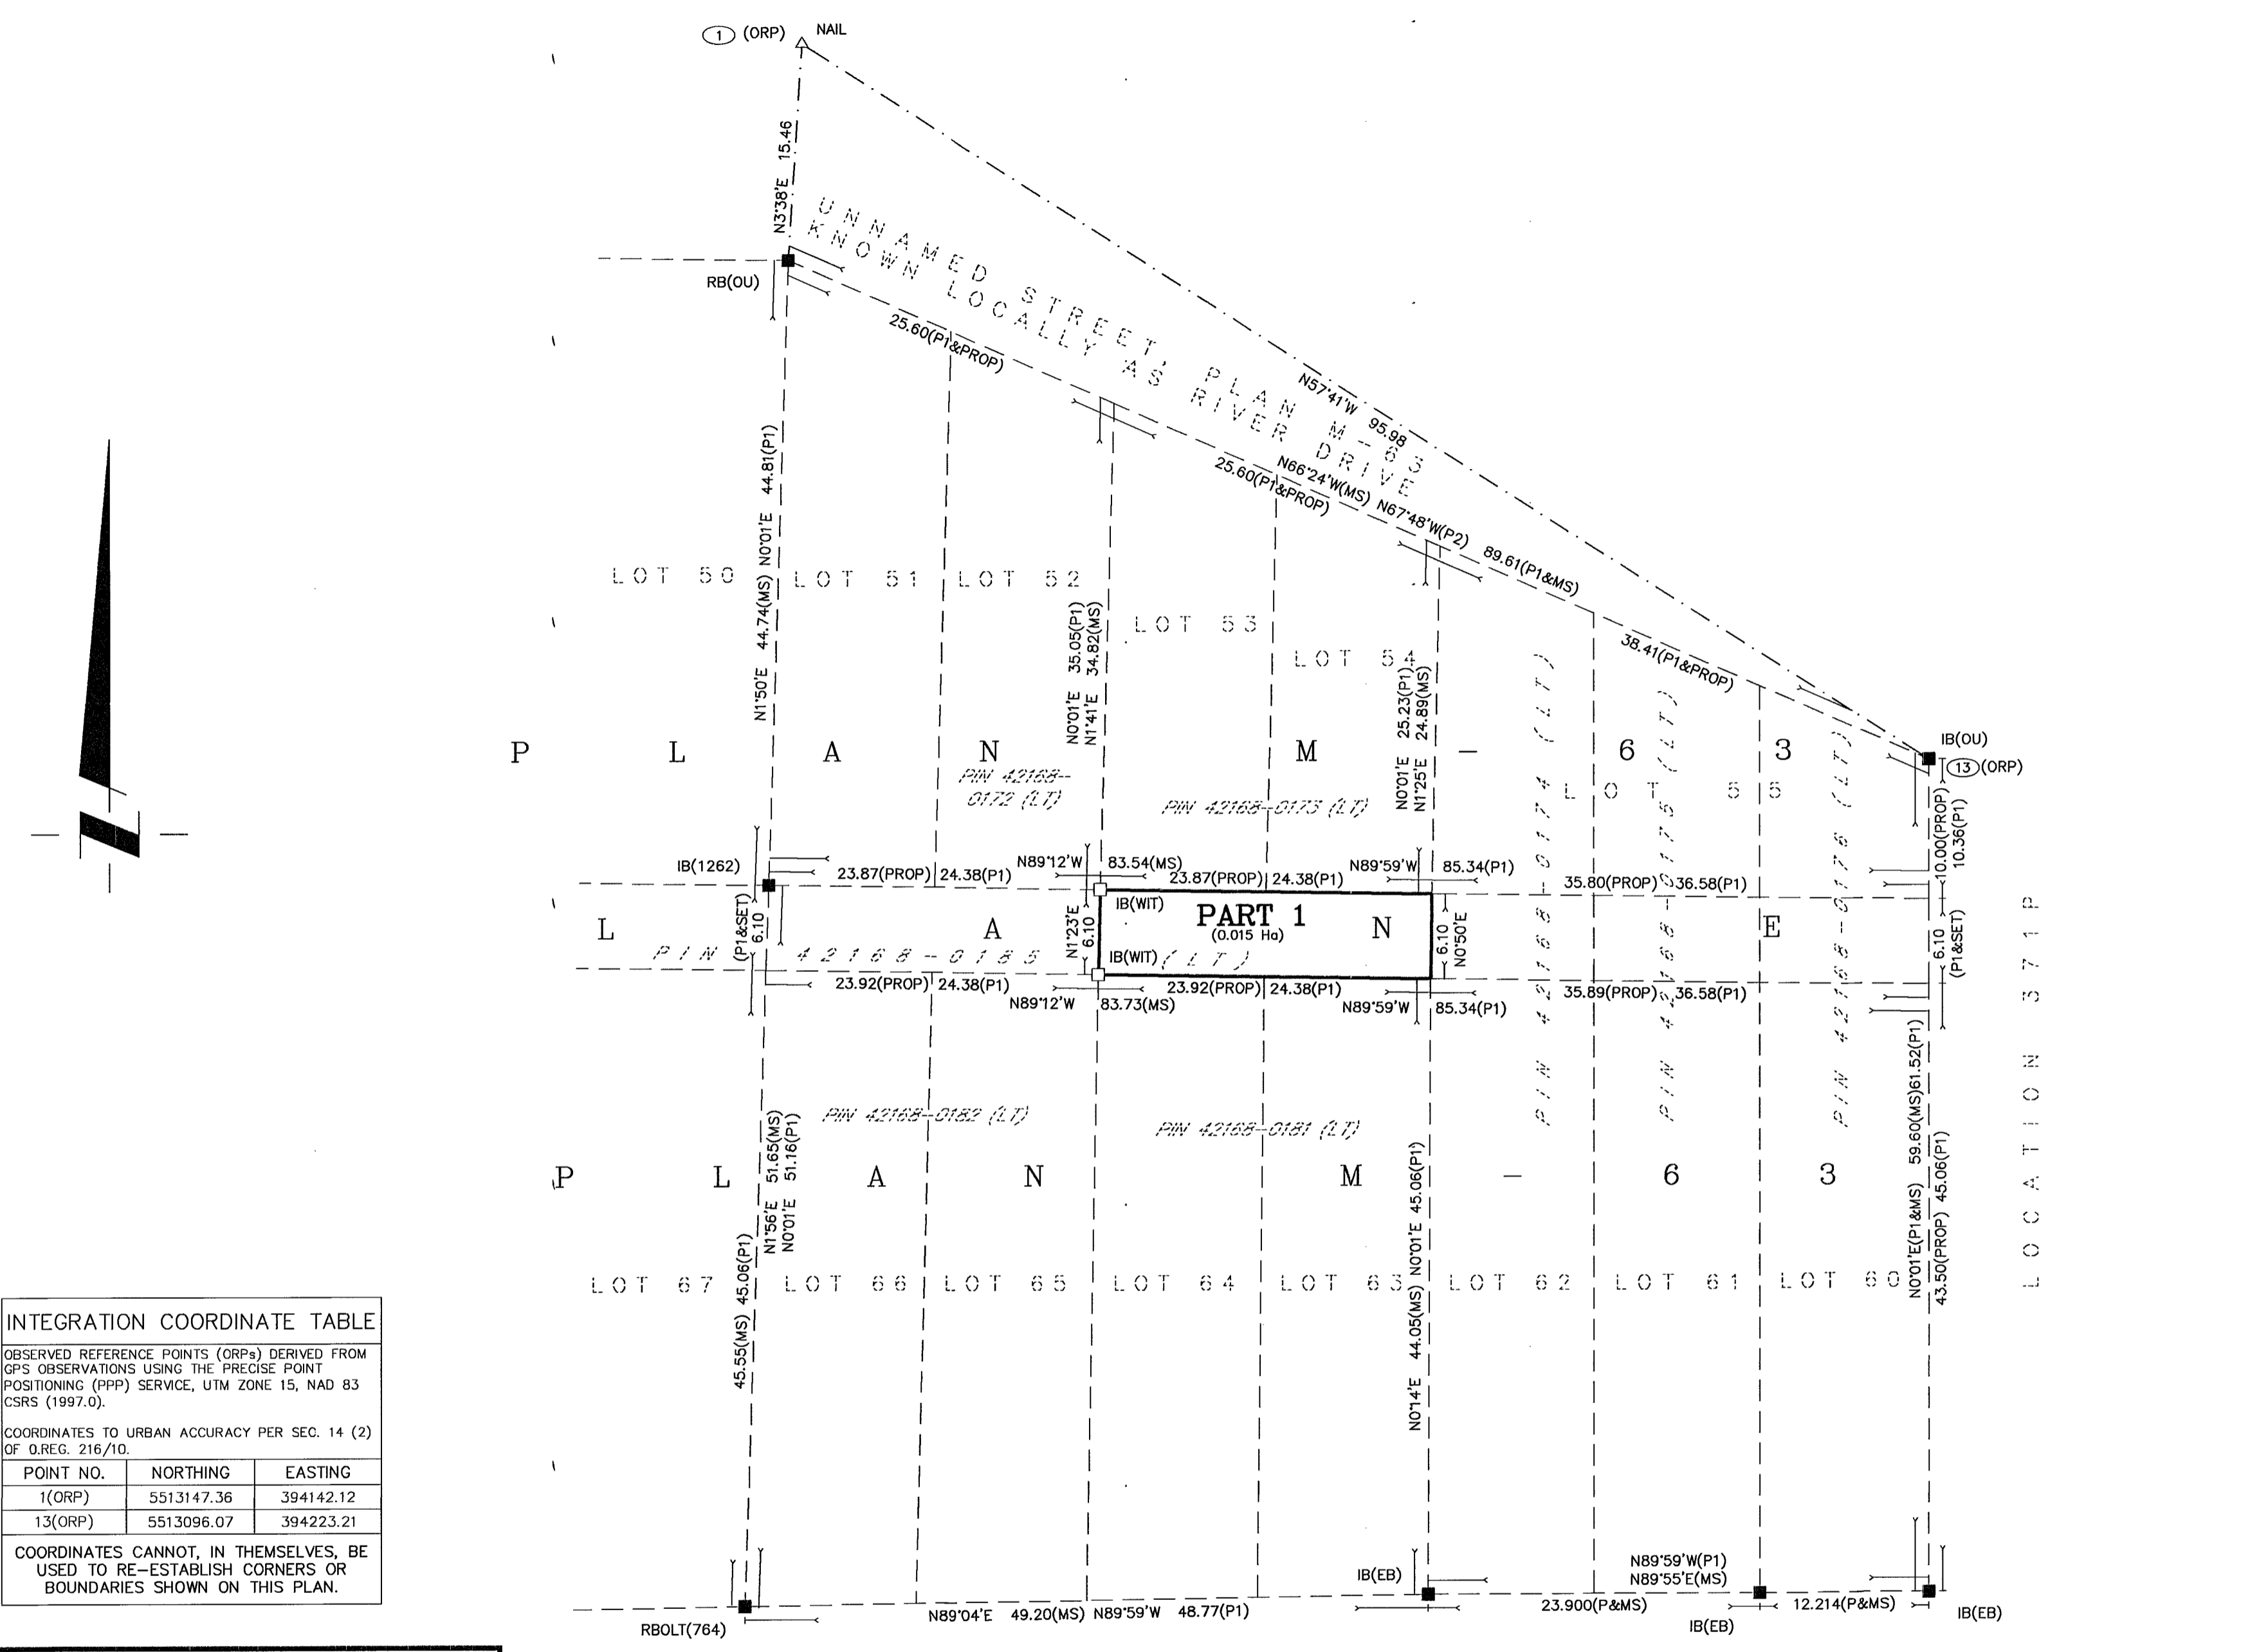 1 (ORP) NAIL
N3°38'E 15.46
UNNAMED STREET, PLAN M-63
KNOWN LOCALLY AS RIVER DRIVE
RB(OU)
25.60(P1&PROP)
N57°41'W 95.98
25.60(P1&PROP)
N66°24'W(MS) N67°48'W(P2) 89.61(P1&MS)
38.41(P1&PROP)
N1°50'E 44.74(MS) N0°01'E 44.81(P1)
LOT 50
LOT 51
LOT 52
LOT 53
LOT 54
LOT 55
N0°01'E 35.05(P1)
N1°41'E 34.82(MS)
N0°01'E 25.23(P1)
N1°25'E 24.89(MS)
PLAN M-63
PIN 42168-
0172 (LT)
PIN 42168-0173 (LT)
PIN 42168-0174 (LT)
PIN 42168-0175 (LT)
PIN 42168-0176 (LT)
IB(OU)
13 (ORP)
10.00(PROP)
10.36(P1)
IB(1262)
23.87(PROP) 24.38(P1)
N89°12'W 83.54(MS)
23.87(PROP) 24.38(P1)
N89°59'W 85.34(P1)
35.80(PROP) 36.58(P1)
(P1&SET)
6.10
LANE
PIN 42168-0185 (LT)
N1°23'E
6.10
IB(WIT)
PART 1
(0.015 Ha)
IB(WIT)
6.10
N0°50'E
6.10
(P1&SET)
23.92(PROP) 24.38(P1)
N89°12'W 83.73(MS)
23.92(PROP) 24.38(P1)
N89°59'W 85.34(P1)
35.89(PROP) 36.58(P1)
LOCATION 371P
PIN 42168-0182 (LT)
PIN 42168-0181 (LT)
PLAN M-63
N1°56'E 51.65(MS)
N0°01'E 51.16(P1)
45.55(MS) 45.06(P1)
N0°14'E 44.05(MS) N0°01'E 45.06(P1)
N0°01'E(P1&MS) 59.60(MS)61.52(P1)
43.50(PROP) 45.06(P1)
LOT 67
LOT 66
LOT 65
LOT 64
LOT 63
LOT 62
LOT 61
LOT 60
INTEGRATION COORDINATE TABLE
OBSERVED REFERENCE POINTS (ORPs) DERIVED FROM
GPS OBSERVATIONS USING THE PRECISE POINT
POSITIONING (PPP) SERVICE, UTM ZONE 15, NAD 83
CSRS (1997.0).
COORDINATES TO URBAN ACCURACY PER SEC. 14 (2)
OF O.REG. 216/10.
POINT NO. NORTHING EASTING
1(ORP) 5513147.36 394142.12
13(ORP) 5513096.07 394223.21
COORDINATES CANNOT, IN THEMSELVES, BE
USED TO RE-ESTABLISH CORNERS OR
BOUNDARIES SHOWN ON THIS PLAN.
RBOLT(764)
N89°04'E 49.20(MS) N89°59'W 48.77(P1)
IB(EB)
N89°59'W(P1)
N89°55'E(MS)
23.900(P&MS)
IB(EB)
12.214(P&MS)
IB(EB)